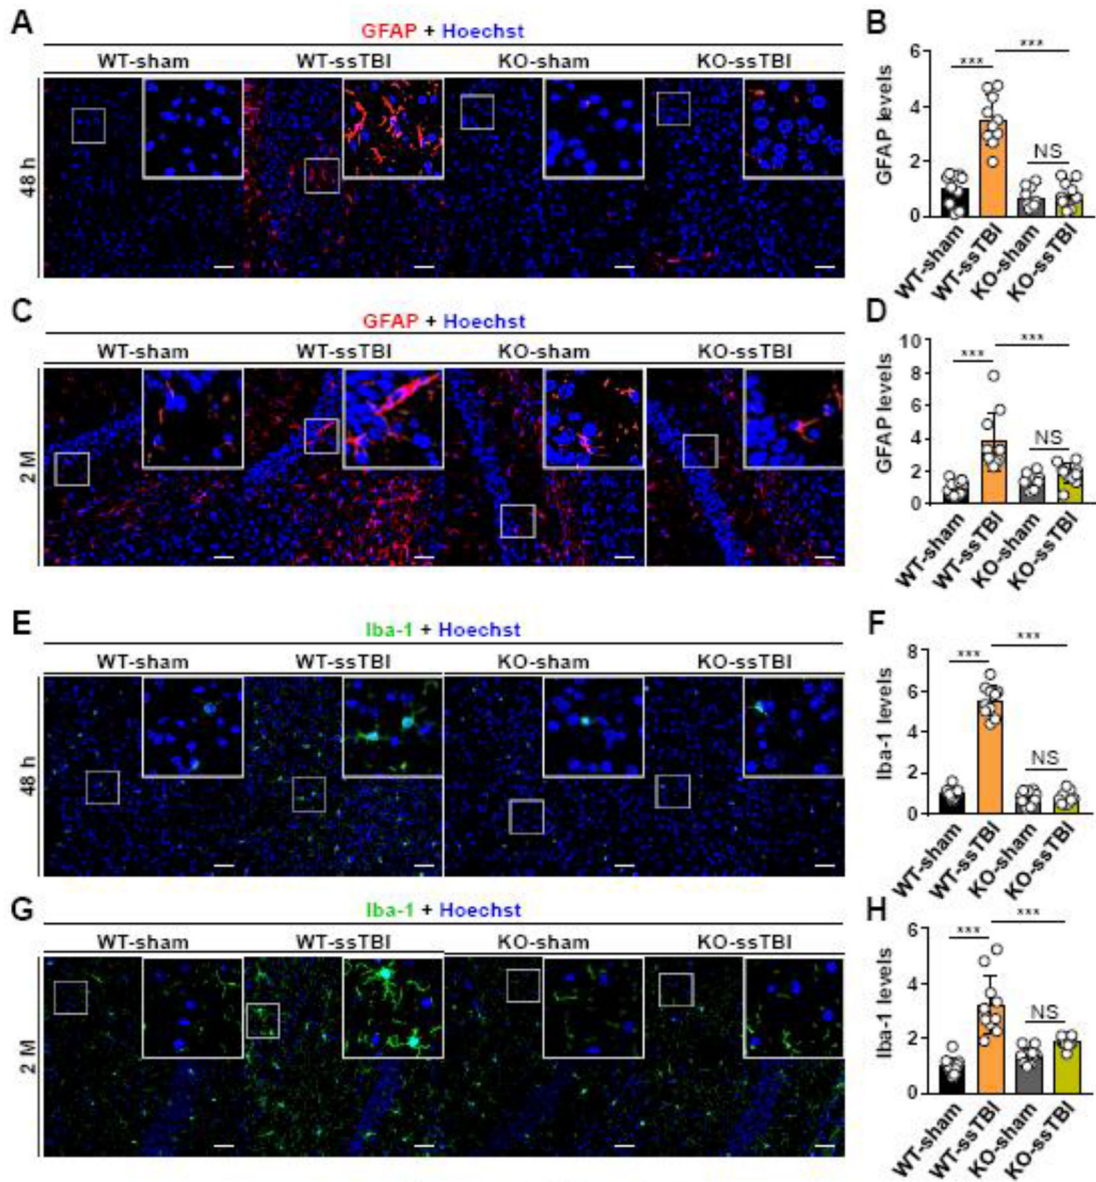 A
GFAP + Hoechst
WT-sham
WT-ssTBI
KO-sham
KO-ssTBI
48 h
B
GFAP levels
6
4
2
0
***
***
NS
WT-sham
WT-ssTBI
KO-sham
KO-ssTBI
C
GFAP + Hoechst
WT-sham
WT-ssTBI
KO-sham
KO-ssTBI
2 M
D
GFAP levels
10
8
6
4
2
0
***
***
NS
WT-sham
WT-ssTBI
KO-sham
KO-ssTBI
E
Iba-1 + Hoechst
WT-sham
WT-ssTBI
KO-sham
KO-ssTBI
48 h
F
Iba-1 levels
8
6
4
2
0
***
***
NS
WT-sham
WT-ssTBI
KO-sham
KO-ssTBI
G
Iba-1 + Hoechst
WT-sham
WT-ssTBI
KO-sham
KO-ssTBI
2 M
H
Iba-1 levels
6
4
2
0
***
***
NS
WT-sham
WT-ssTBI
KO-sham
KO-ssTBI